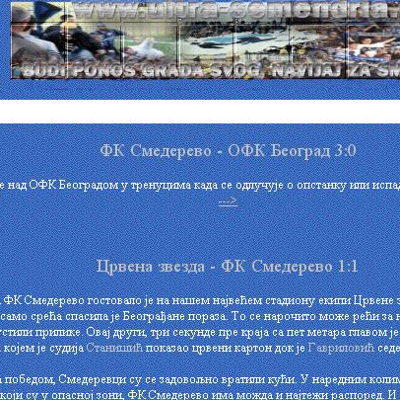 www.ultra-smederevo.
BUDI PONOS GRADA SVOG, NAVIJAJ ZA SM
ФК Смедерево - ОФК Београд 3:0
е над ОФК Београдом у тренуцима када се одлучује о опстанку или испад
--->
Црвена звезда - ФК Смедерево 1:1
ФК Смедерево гостовало је на нашем највећем стадиону екипи Црвене з
само срећа спасила је Београђане пораза. То се нарочито може рећи за н
стили прилике. Овај други, три секунде пре краја са пет метара главом је
којем је судија Станишић показао црвени картон док је Гавриловић седе
победом, Смедеревци су се задовољно вратили кући. У наредним колим
који су у опасној зони, ФК Смедерево има можда и најтежи распоред. И